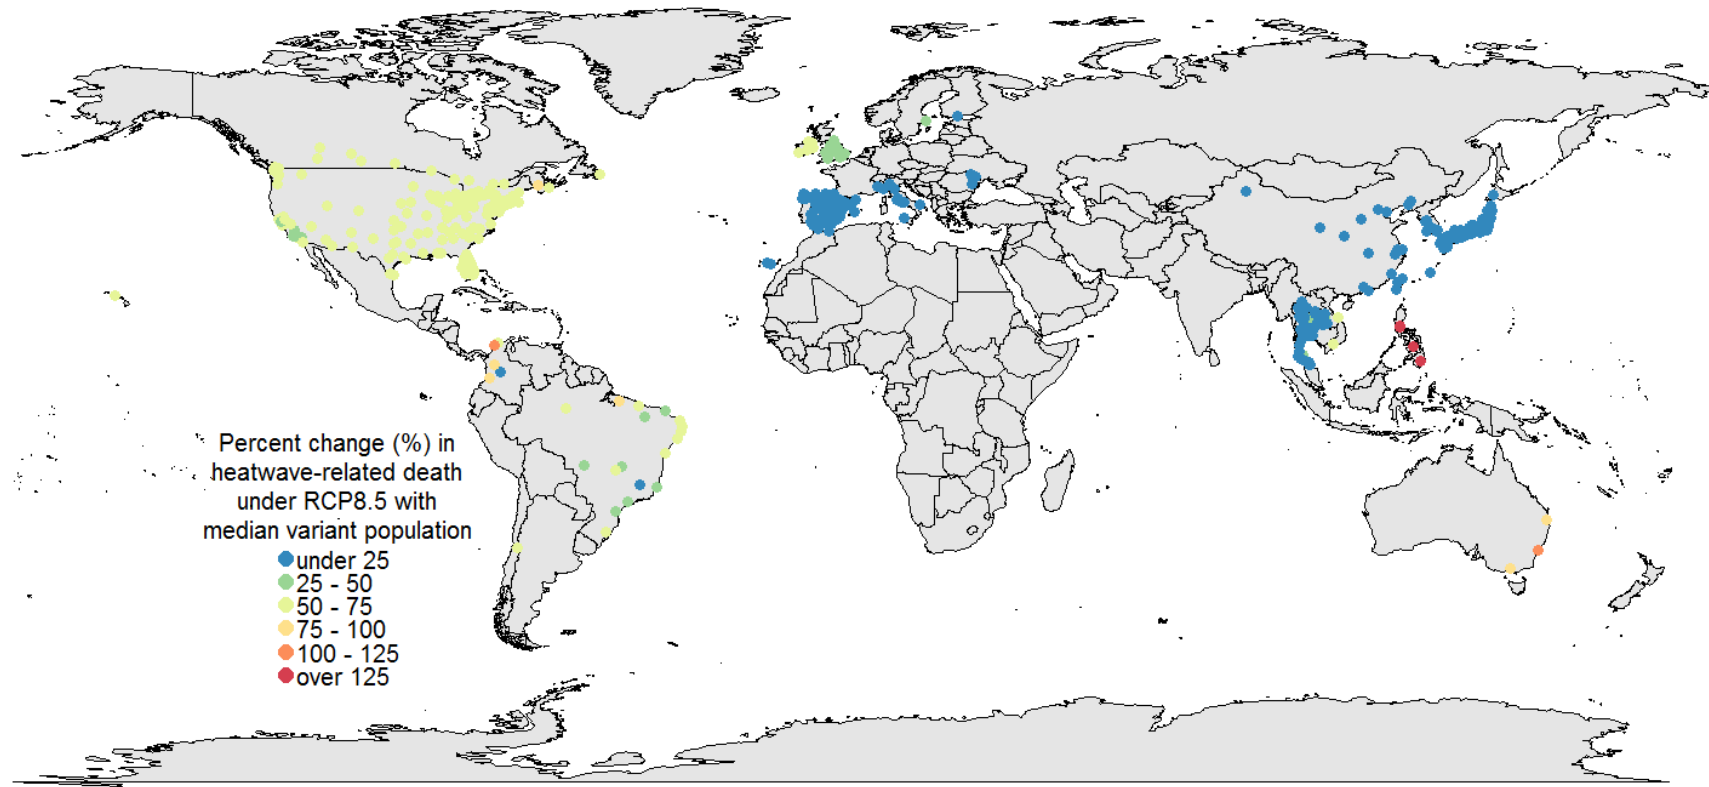 Percent change (%) in
heatwave-related death
under RCP8.5 with
median variant population
under 25
25 - 50
50 - 75
75 - 100
100 - 125
over 125